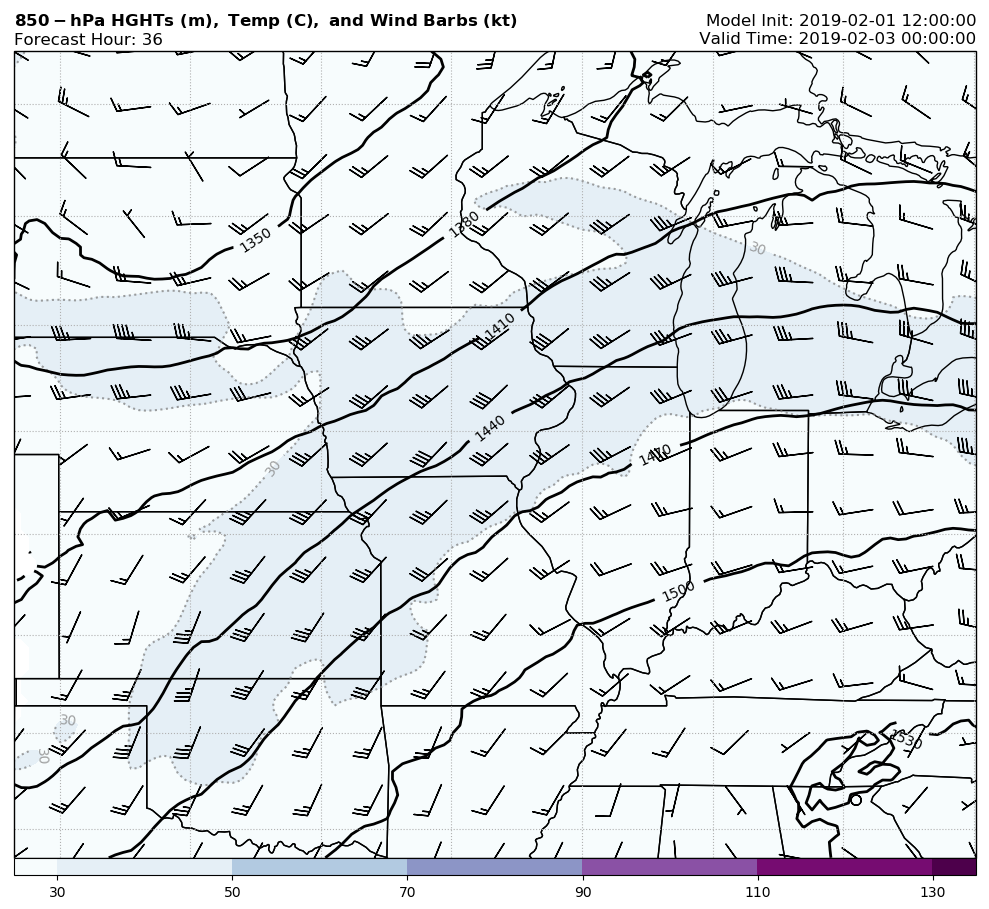 850-hPa HGHTs (m), Temp (C), and Wind Barbs (kt)
Model Init: 2019-02-01 12:00:00
Forecast Hour: 36
Valid Time: 2019-02-03 00:00:00
1350
1380
30
1410
1440
1470
30
1500
30
1530
30
30 50 70 90 110 130